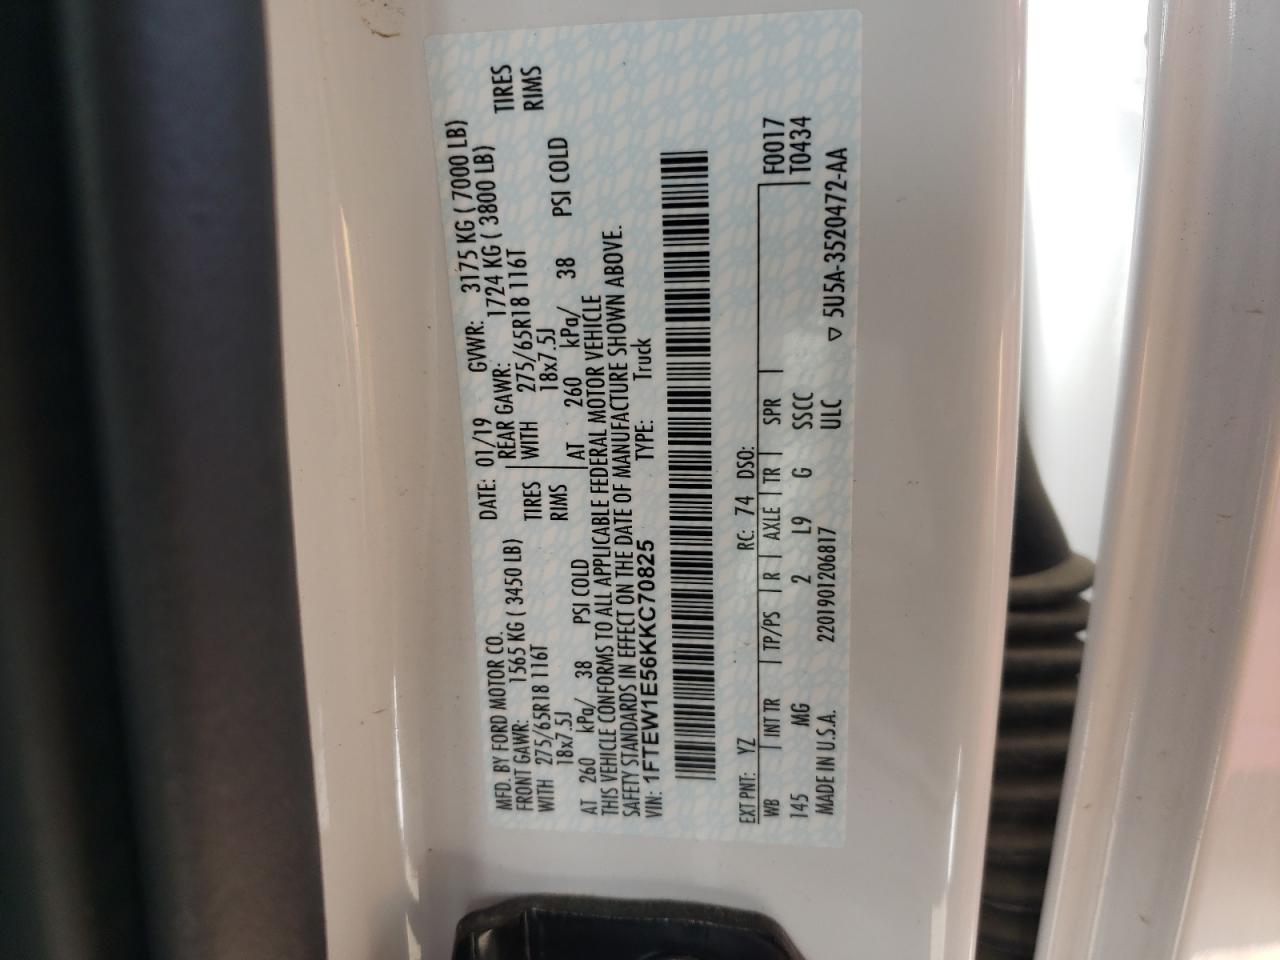 MFD. BY FORD MOTOR CO. DATE: 01/19 GVWR: 3175 KG ( 7000 LB)
FRONT GAWR: 1565 KG ( 3450 LB) REAR GAWR: 1724 KG ( 3800 LB)
WITH 275/65R18 116T TIRES WITH 275/65R18 116T TIRES
18x7.5J RIMS 18x7.5J RIMS
AT 260 kPa/ 38 PSI COLD AT 260 kPa/ 38 PSI COLD
THIS VEHICLE CONFORMS TO ALL APPLICABLE FEDERAL MOTOR VEHICLE
SAFETY STANDARDS IN EFFECT ON THE DATE OF MANUFACTURE SHOWN ABOVE.
VIN: 1FTEW1E56KKC70825 TYPE: Truck
EXT PNT: YZ RC: 74 DSO:
WB INT TR TP/PS R AXLE TR SPR F0017
145 MG 2 L9 G SSCC T0434
MADE IN U.S.A. 2201901206817 ULC
▽ 5U5A-3520472-AA